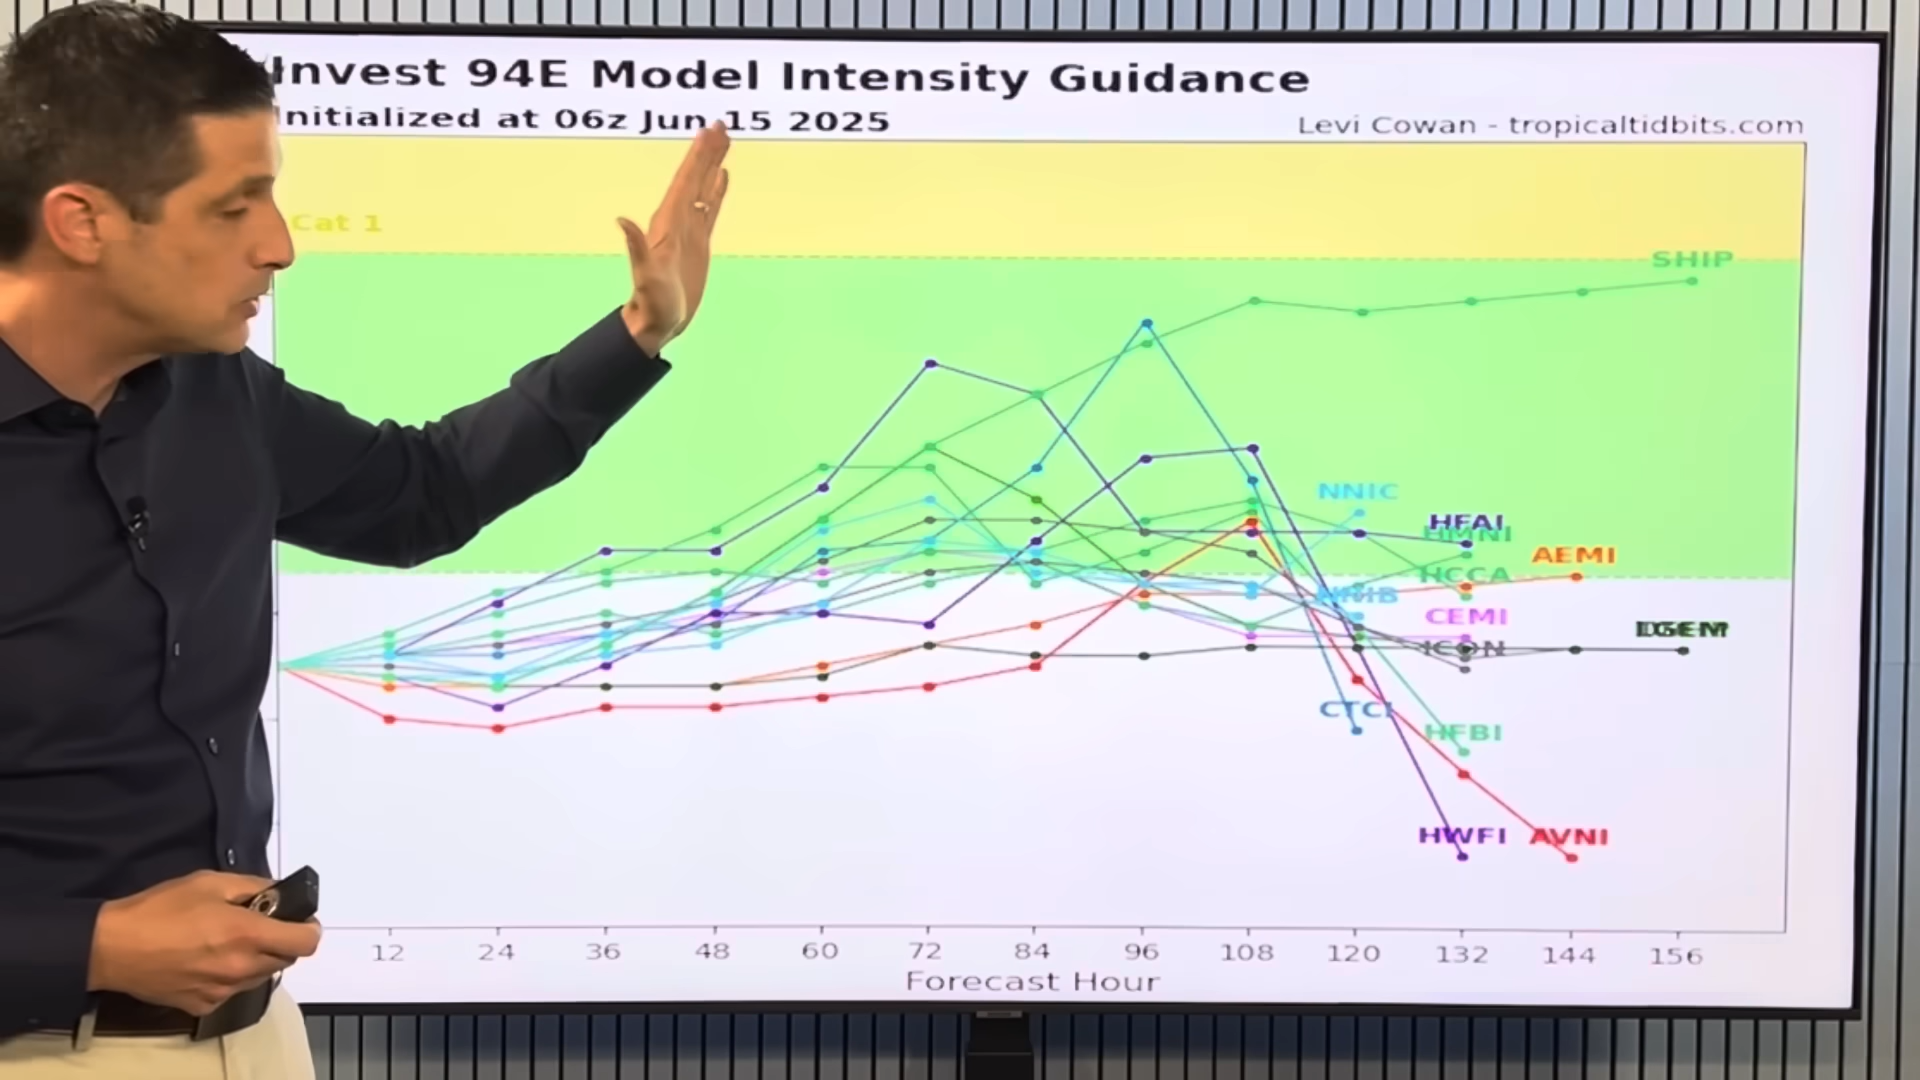 Invest 94E Model Intensity Guidance
Initialized at 06z Jun 15 2025
Levi Cowan - tropicaltidbits.com
Cat 1
SHIP
NNIC
HFAI
HMNI
AEMI
HCCA
CEMI
ICON
CTCI
HFBI
HWFI
AVNI
12 24 36 48 60 72 84 96 108 120 132 144 156
Forecast Hour